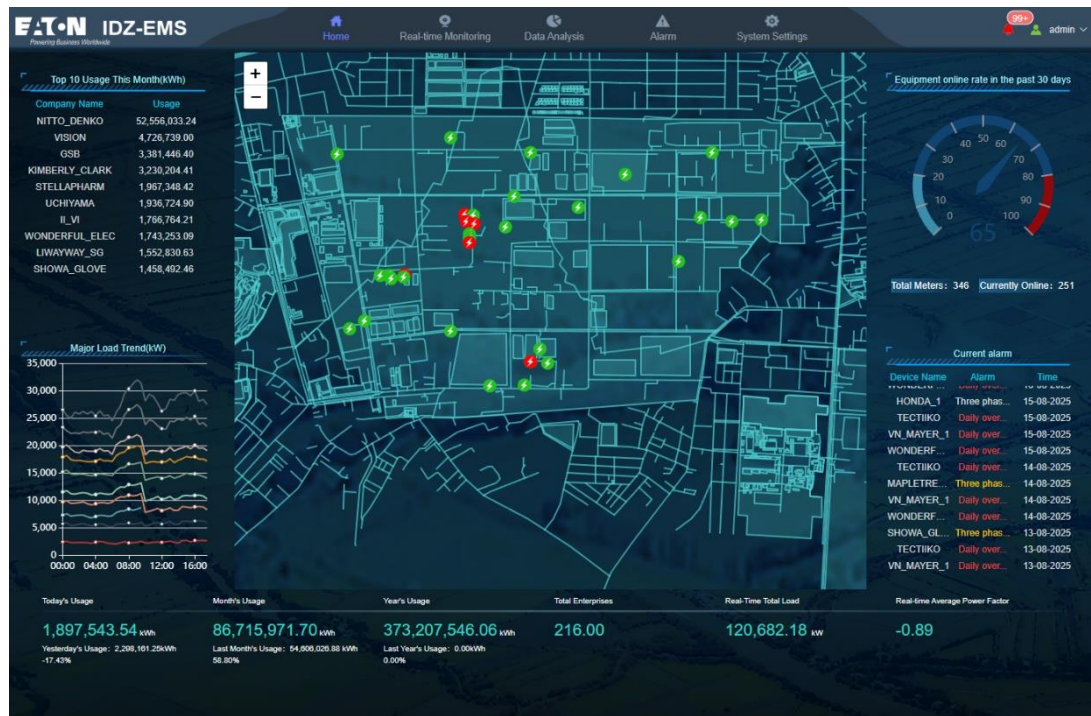 EATON IDZ-EMS
Powering Business Worldwide
Home
Real-time Monitoring
Data Analysis
Alarm
System Settings
99+
admin
Top 10 Usage This Month(kWh)
Company Name Usage
NITTO_DENKO 52,556,033.24
VISION 4,726,739.00
GSB 3,381,446.40
KIMBERLY_CLARK 3,230,204.41
STELLAPHARM 1,967,348.42
UCHIYAMA 1,936,724.90
II_VI 1,766,764.21
WONDERFUL_ELEC 1,743,253.09
LIWAYWAY_SG 1,552,830.63
SHOWA_GLOVE 1,458,492.46
Major Load Trend(kW)
35,000
30,000
25,000
20,000
15,000
10,000
5,000
0
00:00 04:00 08:00 12:00 16:00
+
−
Equipment online rate in the past 30 days
0
10
20
30
40
50
60
70
80
90
100
65
Total Meters: 346 Currently Online: 251
Current alarm
Device Name Alarm Time
HONDA_1 Three phas... 15-08-2025
TECTIIKO Daily over... 15-08-2025
VN_MAYER_1 Daily over... 15-08-2025
WONDERF... Daily over... 15-08-2025
TECTIIKO Daily over... 14-08-2025
MAPLETRE... Three phas... 14-08-2025
VN_MAYER_1 Daily over... 14-08-2025
WONDERF... Daily over... 14-08-2025
SHOWA_GL... Three phas... 13-08-2025
TECTIIKO Daily over... 13-08-2025
VN_MAYER_1 Daily over... 13-08-2025
Today's Usage
1,897,543.54 kWh
Yesterday's Usage: 2,298,161.25kWh
-17.43%
Month's Usage
86,715,971.70 kWh
Last Month's Usage: 54,606,026.88 kWh
58.80%
Year's Usage
373,207,546.06 kWh
Last Year's Usage: 0.00kWh
0.00%
Total Enterprises
216.00
Real-Time Total Load
120,682.18 kW
Real-time Average Power Factor
-0.89